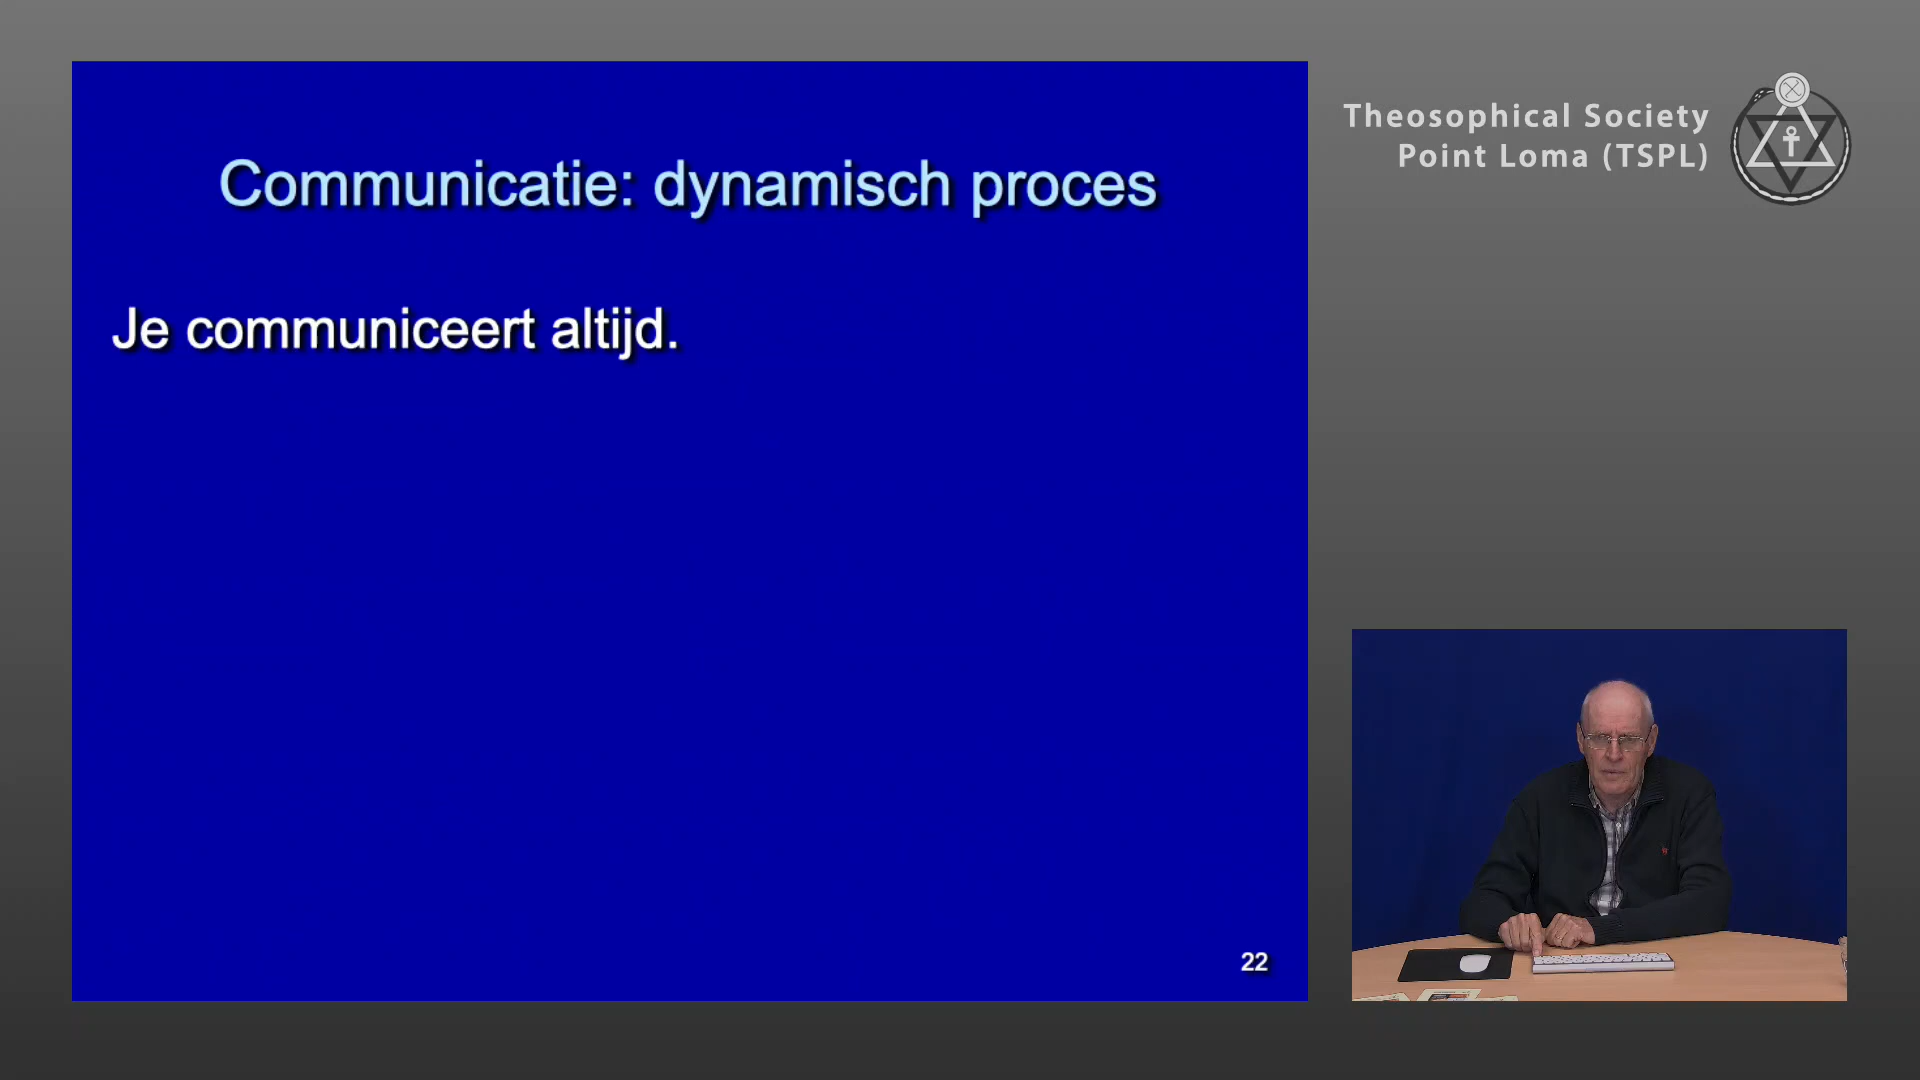 Communicatie: dynamisch proces
Je communiceert altijd.
22
Theosophical Society
Point Loma (TSPL)